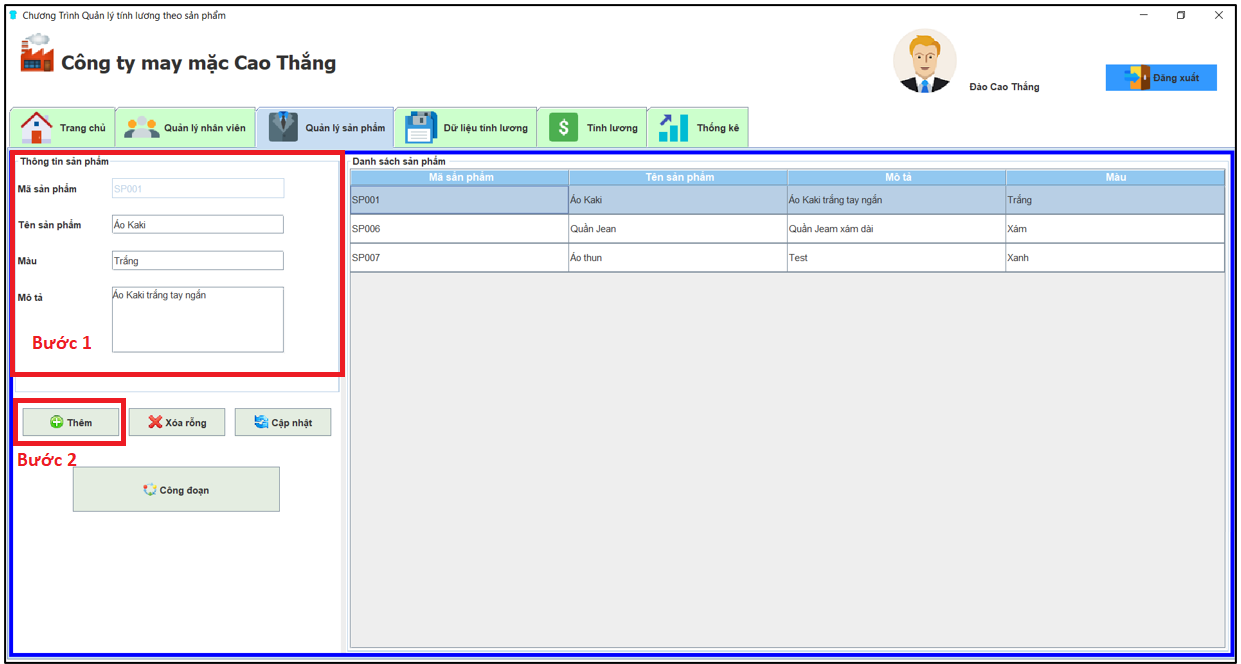 Chương Trình Quản lý tính lương theo sản phẩm
Công ty may mặc Cao Thắng
Đào Cao Thắng
Đăng xuất
Trang chủ
Quản lý nhân viên
Quản lý sản phẩm
Dữ liệu tính lương
Tính lương
Thống kê
Thông tin sản phẩm
Mã sản phẩm
SP001
Tên sản phẩm
Áo Kaki
Màu
Trắng
Mô tả
Áo Kaki trắng tay ngắn
Bước 1
Thêm
Xóa rỗng
Cập nhật
Bước 2
Công đoạn
Danh sách sản phẩm
Mã sản phẩm Tên sản phẩm Mô tả Màu
SP001 Áo Kaki Áo Kaki trắng tay ngắn Trắng
SP006 Quần Jean Quần Jeam xám dài Xám
SP007 Áo thun Test Xanh